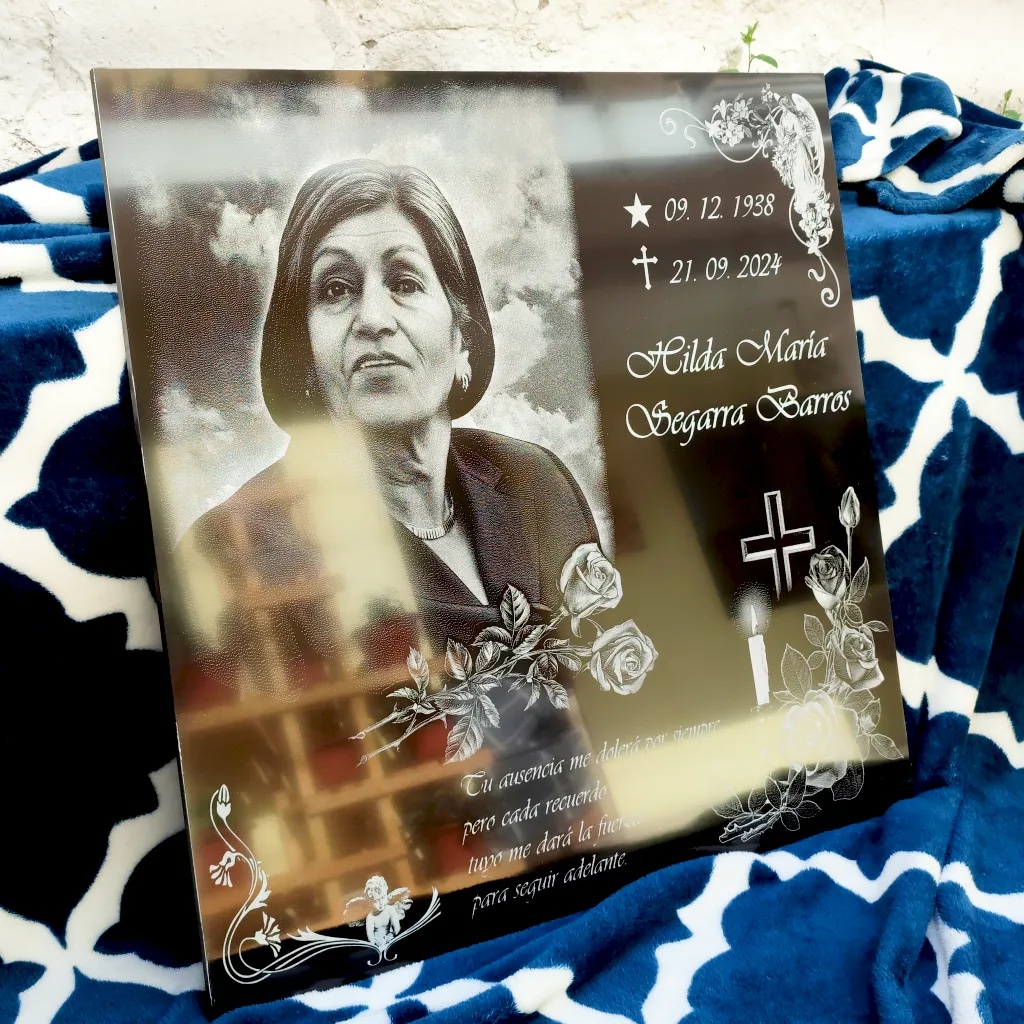 09. 12. 1938
21. 09. 2024
Hilda María
Segarra Barros
Tu ausencia me dolerá por siempre
pero cada recuerdo
tuyo me dará la
para seguir adelante.